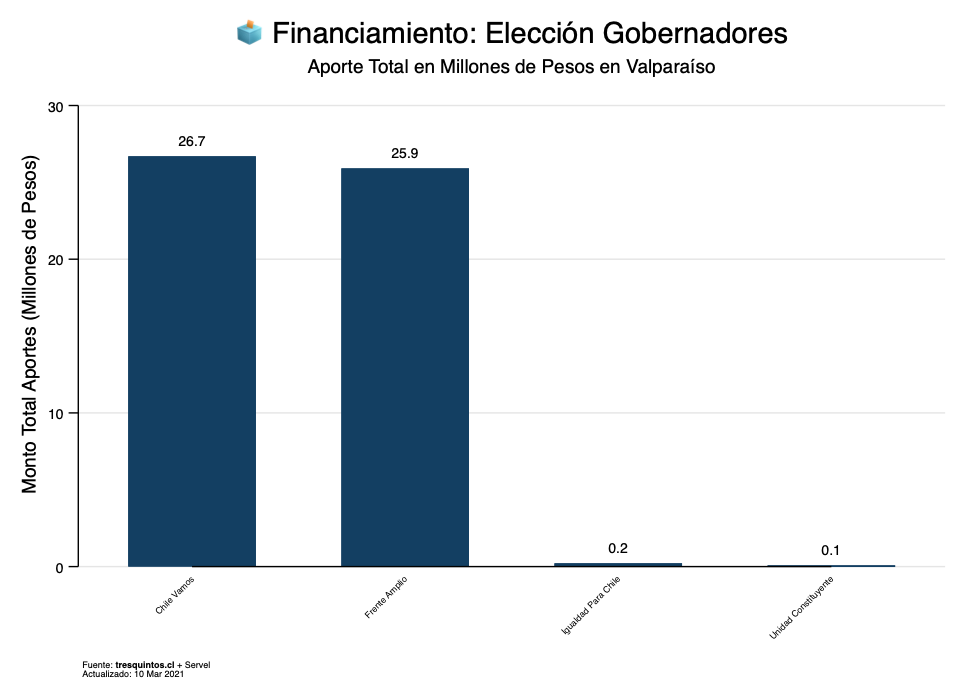 🗳️ Financiamiento: Elección Gobernadores
Aporte Total en Millones de Pesos en Valparaíso
Monto Total Aportes (Millones de Pesos)
30
20
10
0
26.7
25.9
0.2
0.1
Chile Vamos
Frente Amplio
Igualdad Para Chile
Unidad Constituyente
Fuente: tresquintos.cl + Servel
Actualizado: 10 Mar 2021